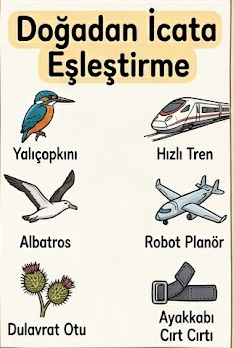 Doğadan İcata
Eşleştirme
Yalıçopkını
Hızlı Tren
Albatros
Robot Planör
Dulavrat Otu
Ayakkabı
Cırt Cırtı